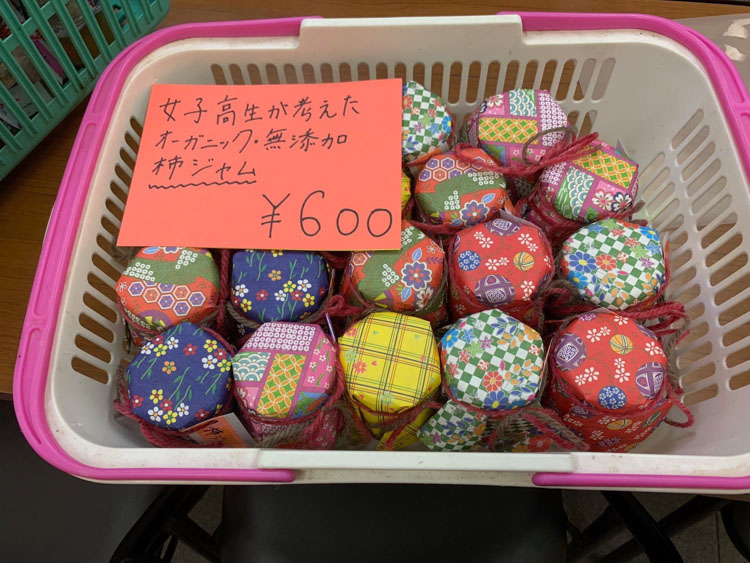 女子高生が考えた
オーガニック・無添加
柿ジャム
¥600